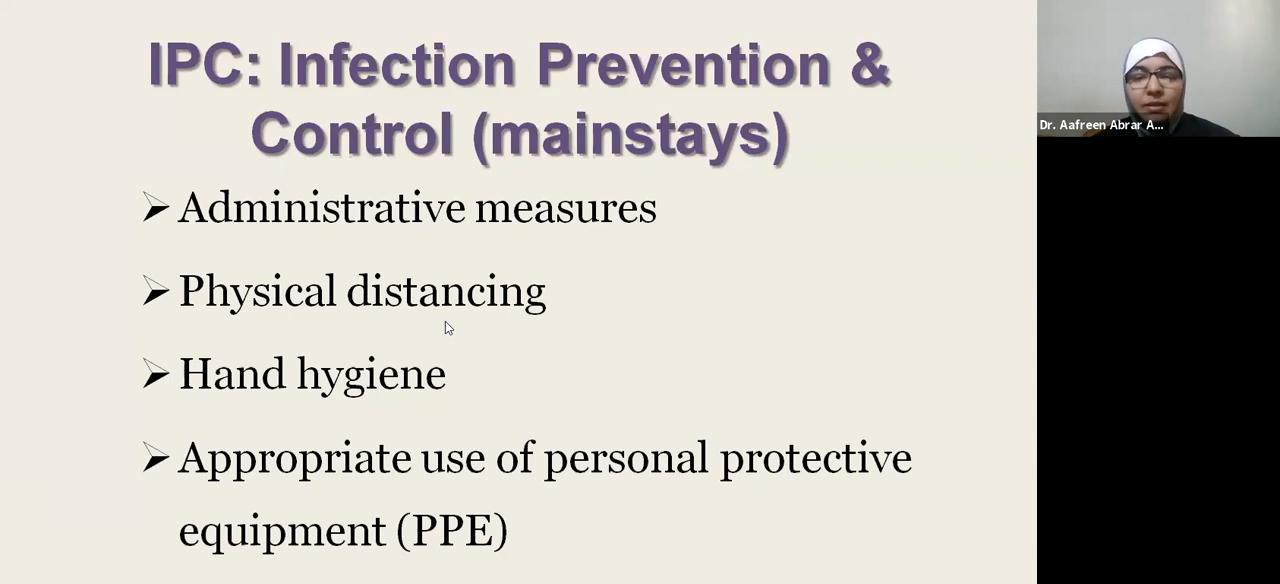 IPC: Infection Prevention &
Control (mainstays)
➢ Administrative measures
➢ Physical distancing
➢ Hand hygiene
➢ Appropriate use of personal protective
equipment (PPE)
Dr. Aafreen Abrar A...